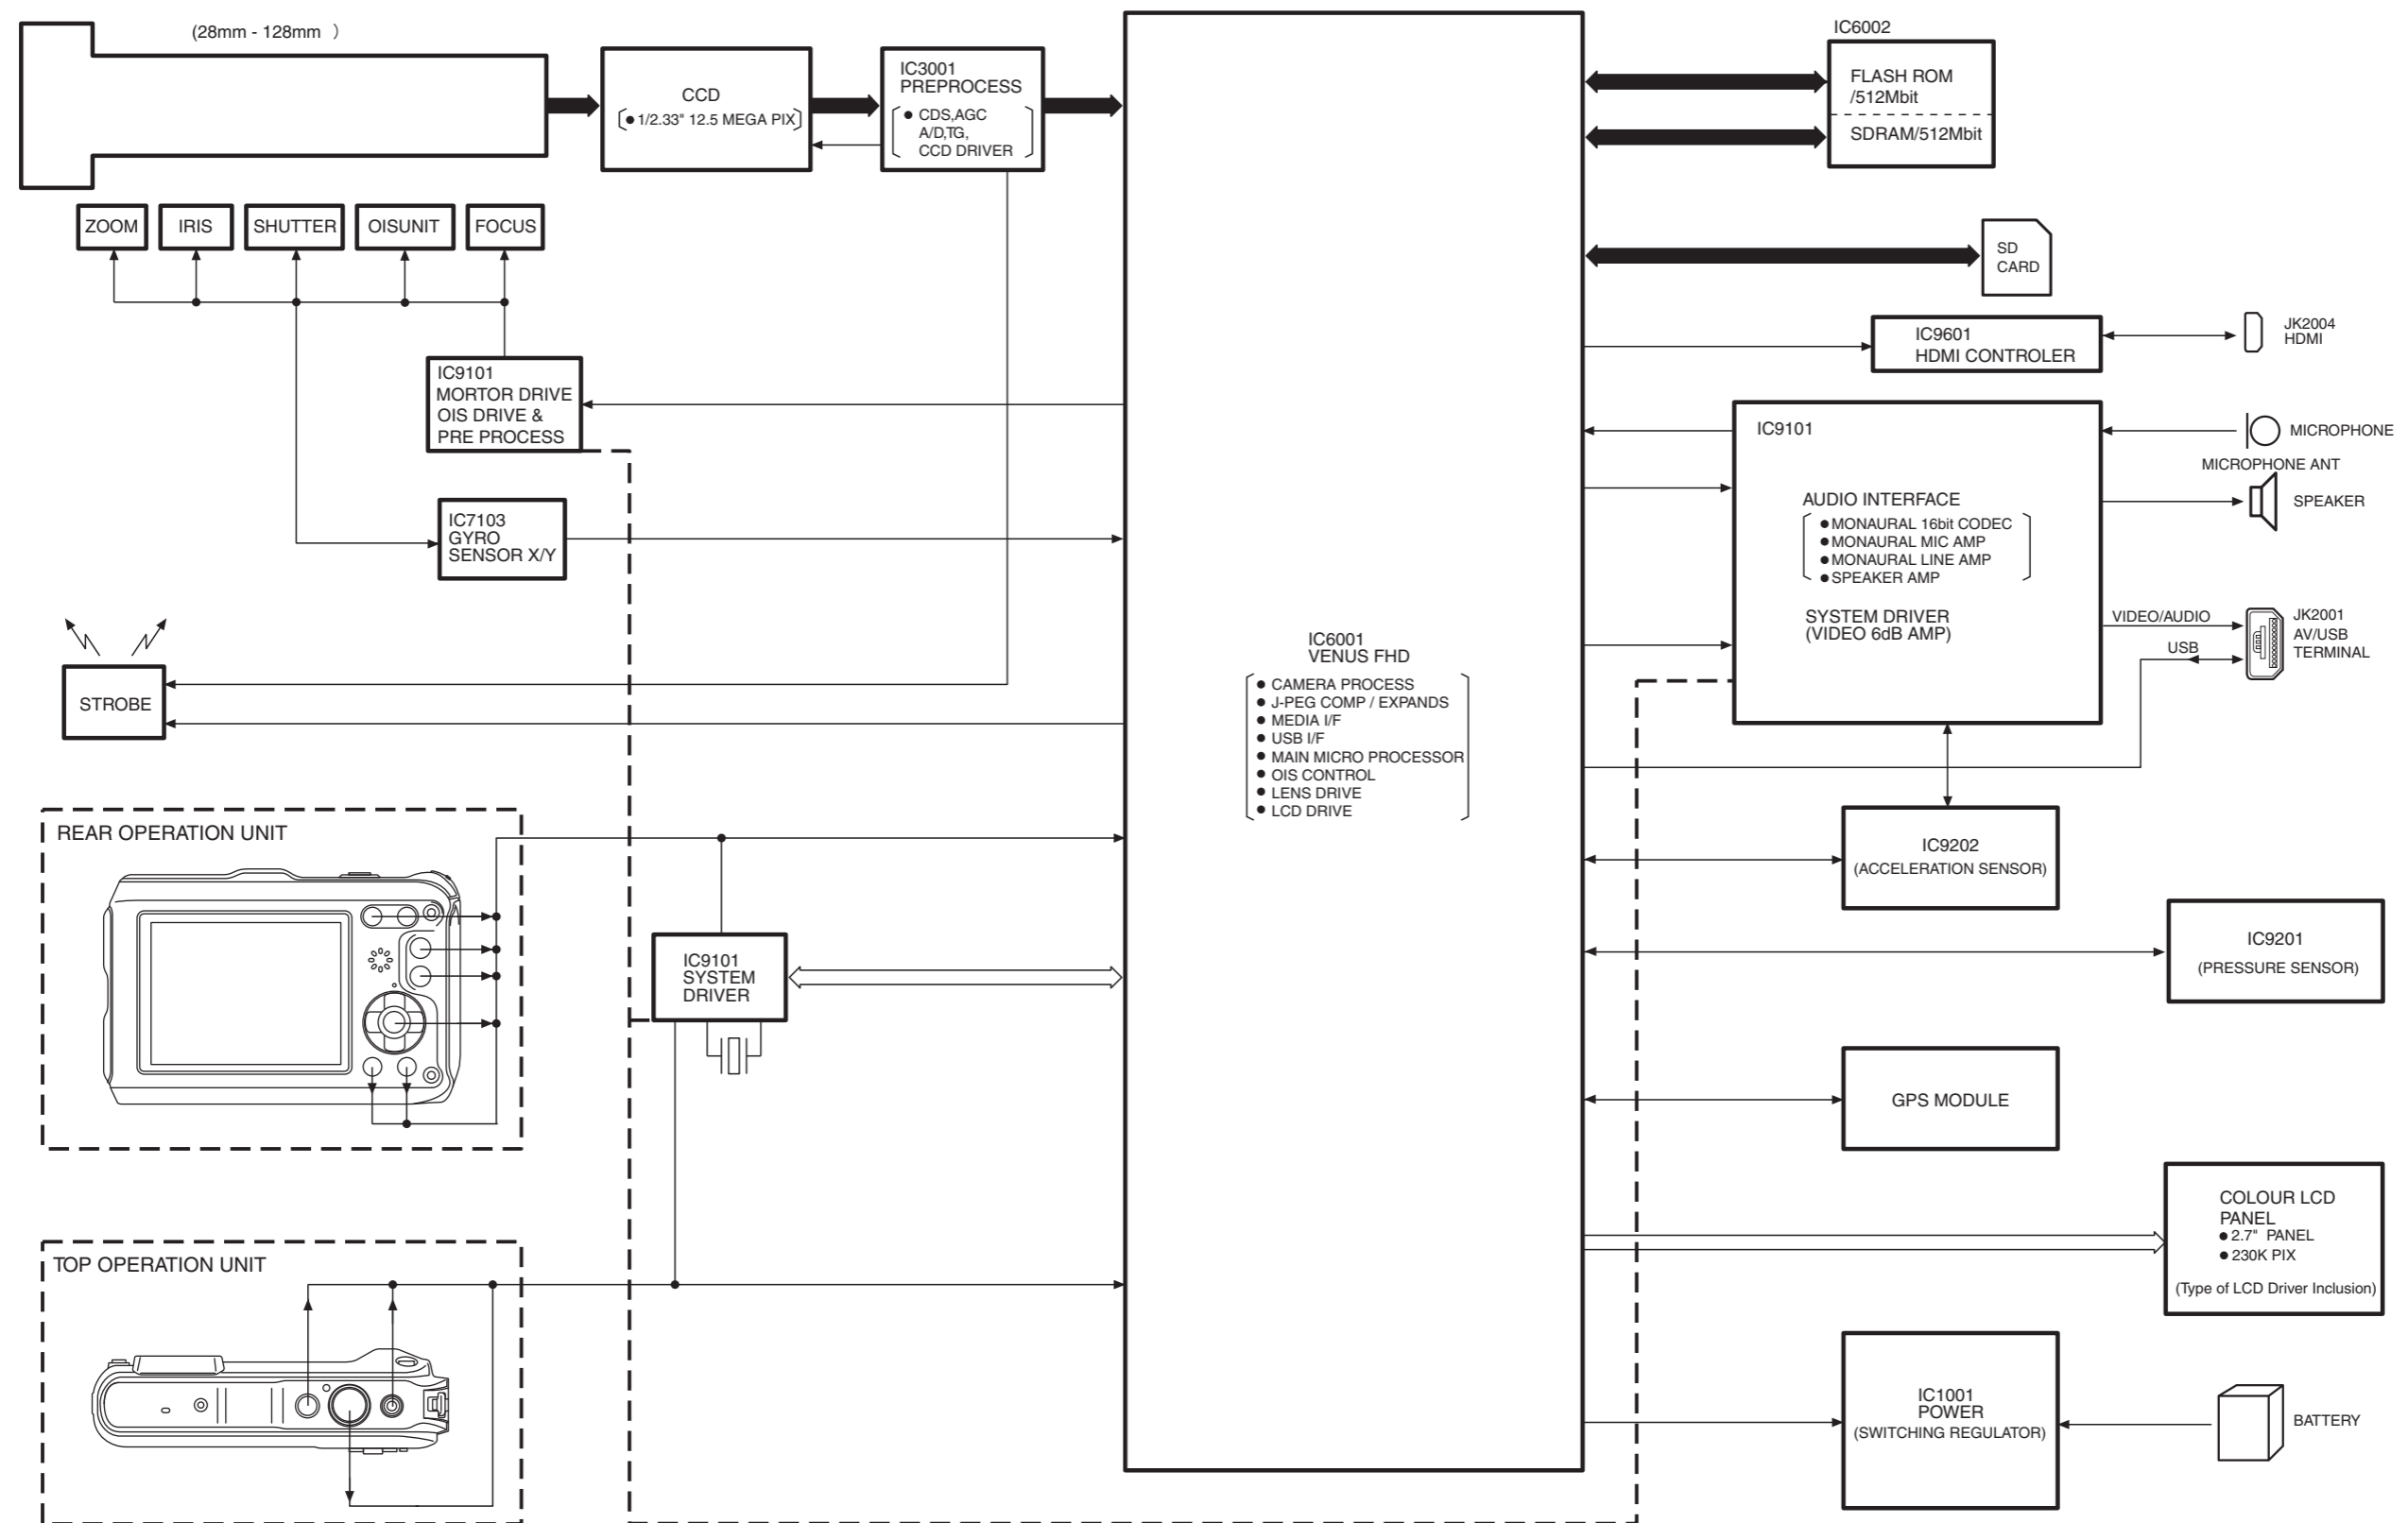 (28mm - 128mm )
CCD
● 1/2.33" 12.5 MEGA PIX
IC3001
PREPROCESS
● CDS,AGC
A/D,TG,
CCD DRIVER
ZOOM
IRIS
SHUTTER
OISUNIT
FOCUS
IC9101
MORTOR DRIVE
OIS DRIVE &
PRE PROCESS
IC7103
GYRO
SENSOR X/Y
STROBE
REAR OPERATION UNIT
IC9101
SYSTEM
DRIVER
TOP OPERATION UNIT
IC6001
VENUS FHD
● CAMERA PROCESS
● J-PEG COMP / EXPANDS
● MEDIA I/F
● USB I/F
● MAIN MICRO PROCESSOR
● OIS CONTROL
● LENS DRIVE
● LCD DRIVE
IC6002
FLASH ROM
/512Mbit
SDRAM/512Mbit
SD
CARD
IC9601
HDMI CONTROLER
JK2004
HDMI
IC9101
AUDIO INTERFACE
● MONAURAL 16bit CODEC
● MONAURAL MIC AMP
● MONAURAL LINE AMP
● SPEAKER AMP
SYSTEM DRIVER
(VIDEO 6dB AMP)
MICROPHONE
MICROPHONE ANT
SPEAKER
VIDEO/AUDIO
USB
JK2001
AV/USB
TERMINAL
IC9202
(ACCELERATION SENSOR)
IC9201
(PRESSURE SENSOR)
GPS MODULE
COLOUR LCD
PANEL
● 2.7" PANEL
● 230K PIX
(Type of LCD Driver Inclusion)
IC1001
POWER
(SWITCHING REGULATOR)
BATTERY